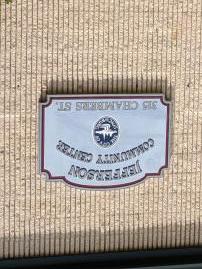 JEFFERSON
COMMUNITY CENTER
315 CHAMBERS ST.